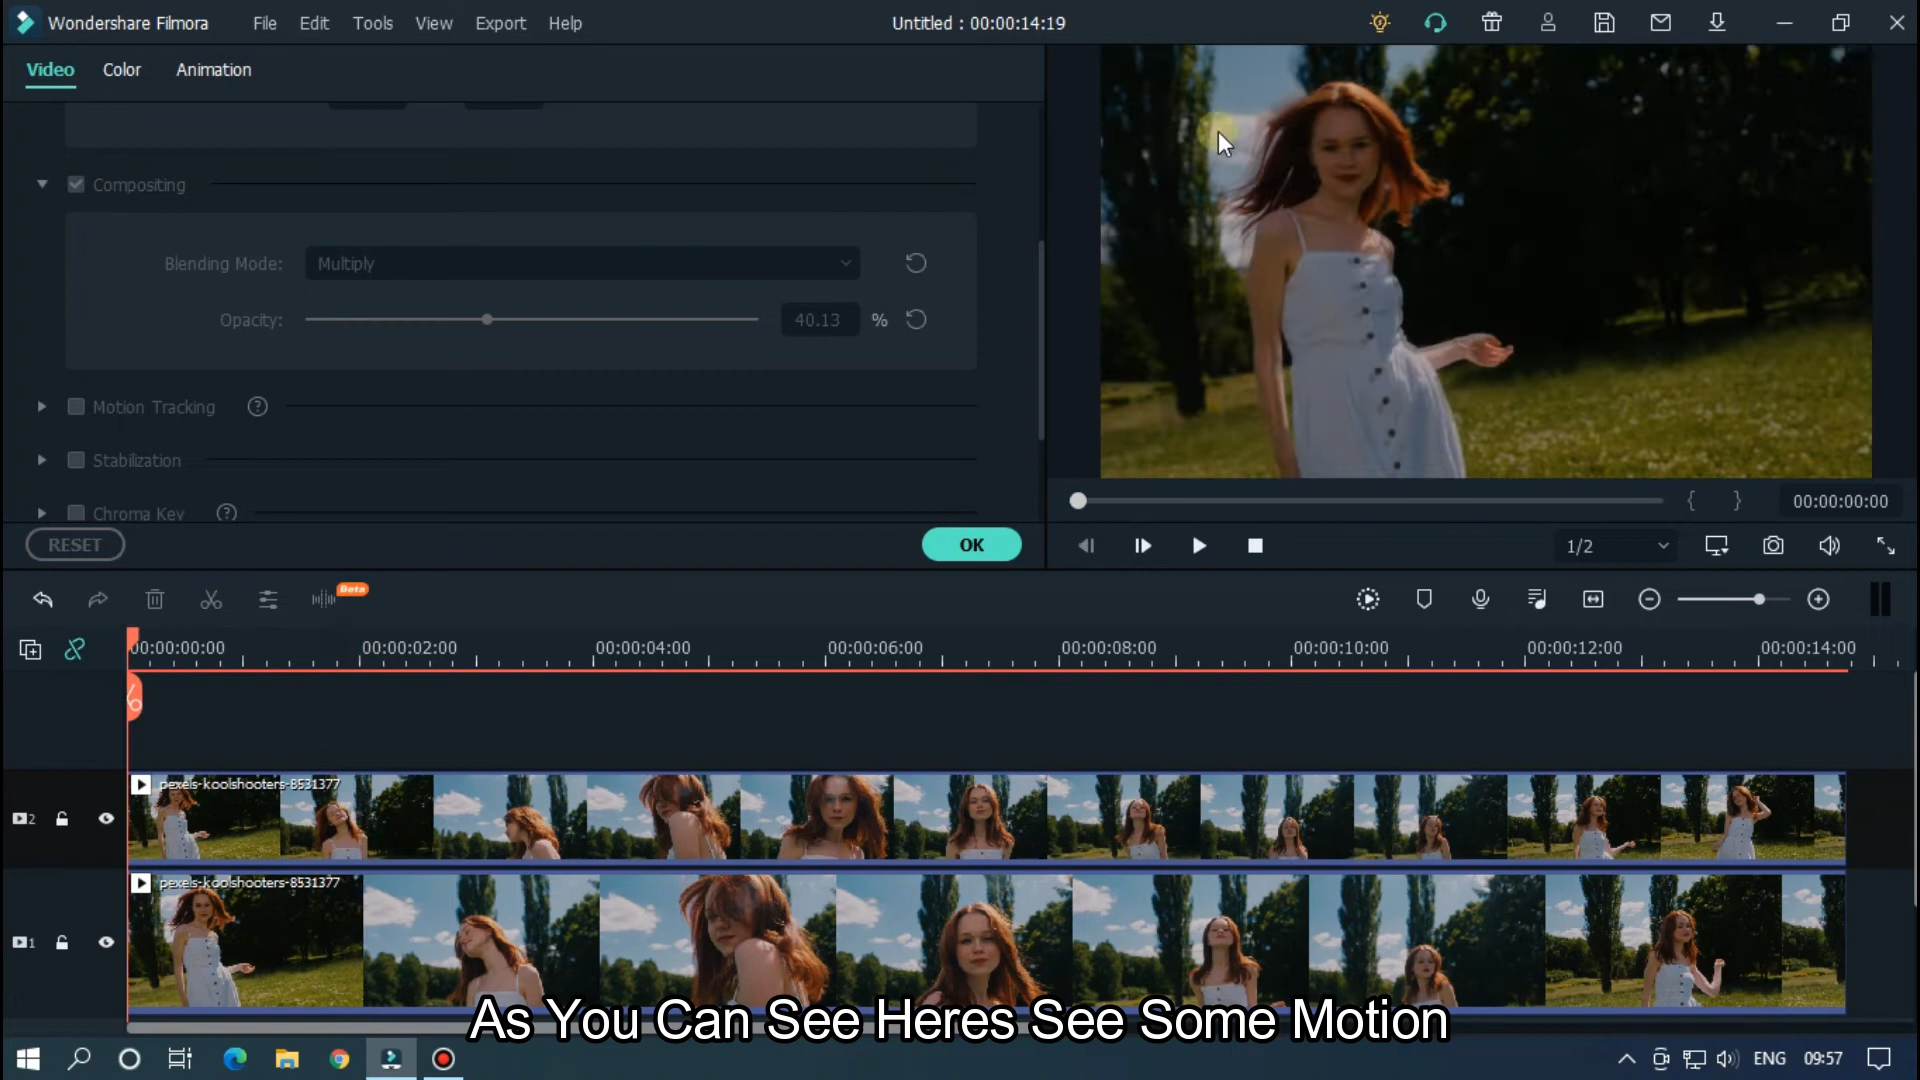 Wondershare Filmora File Edit Tools View Export Help Untitled : 00:00:14:19
Video Color Animation
Compositing
Blending Mode: Multiply
Opacity: 40.13 %
Motion Tracking ?
Stabilization
Chroma Key ?
{ } 00:00:00:00
RESET OK 1/2
Beta
00:00:00:00 00:00:02:00 00:00:04:00 00:00:06:00 00:00:08:00 00:00:10:00 00:00:12:00 00:00:14:00
pexels-koolshooters-8531377
2
pexels-koolshooters-8531377
1
As You Can See Heres See Some Motion
ENG 09:57